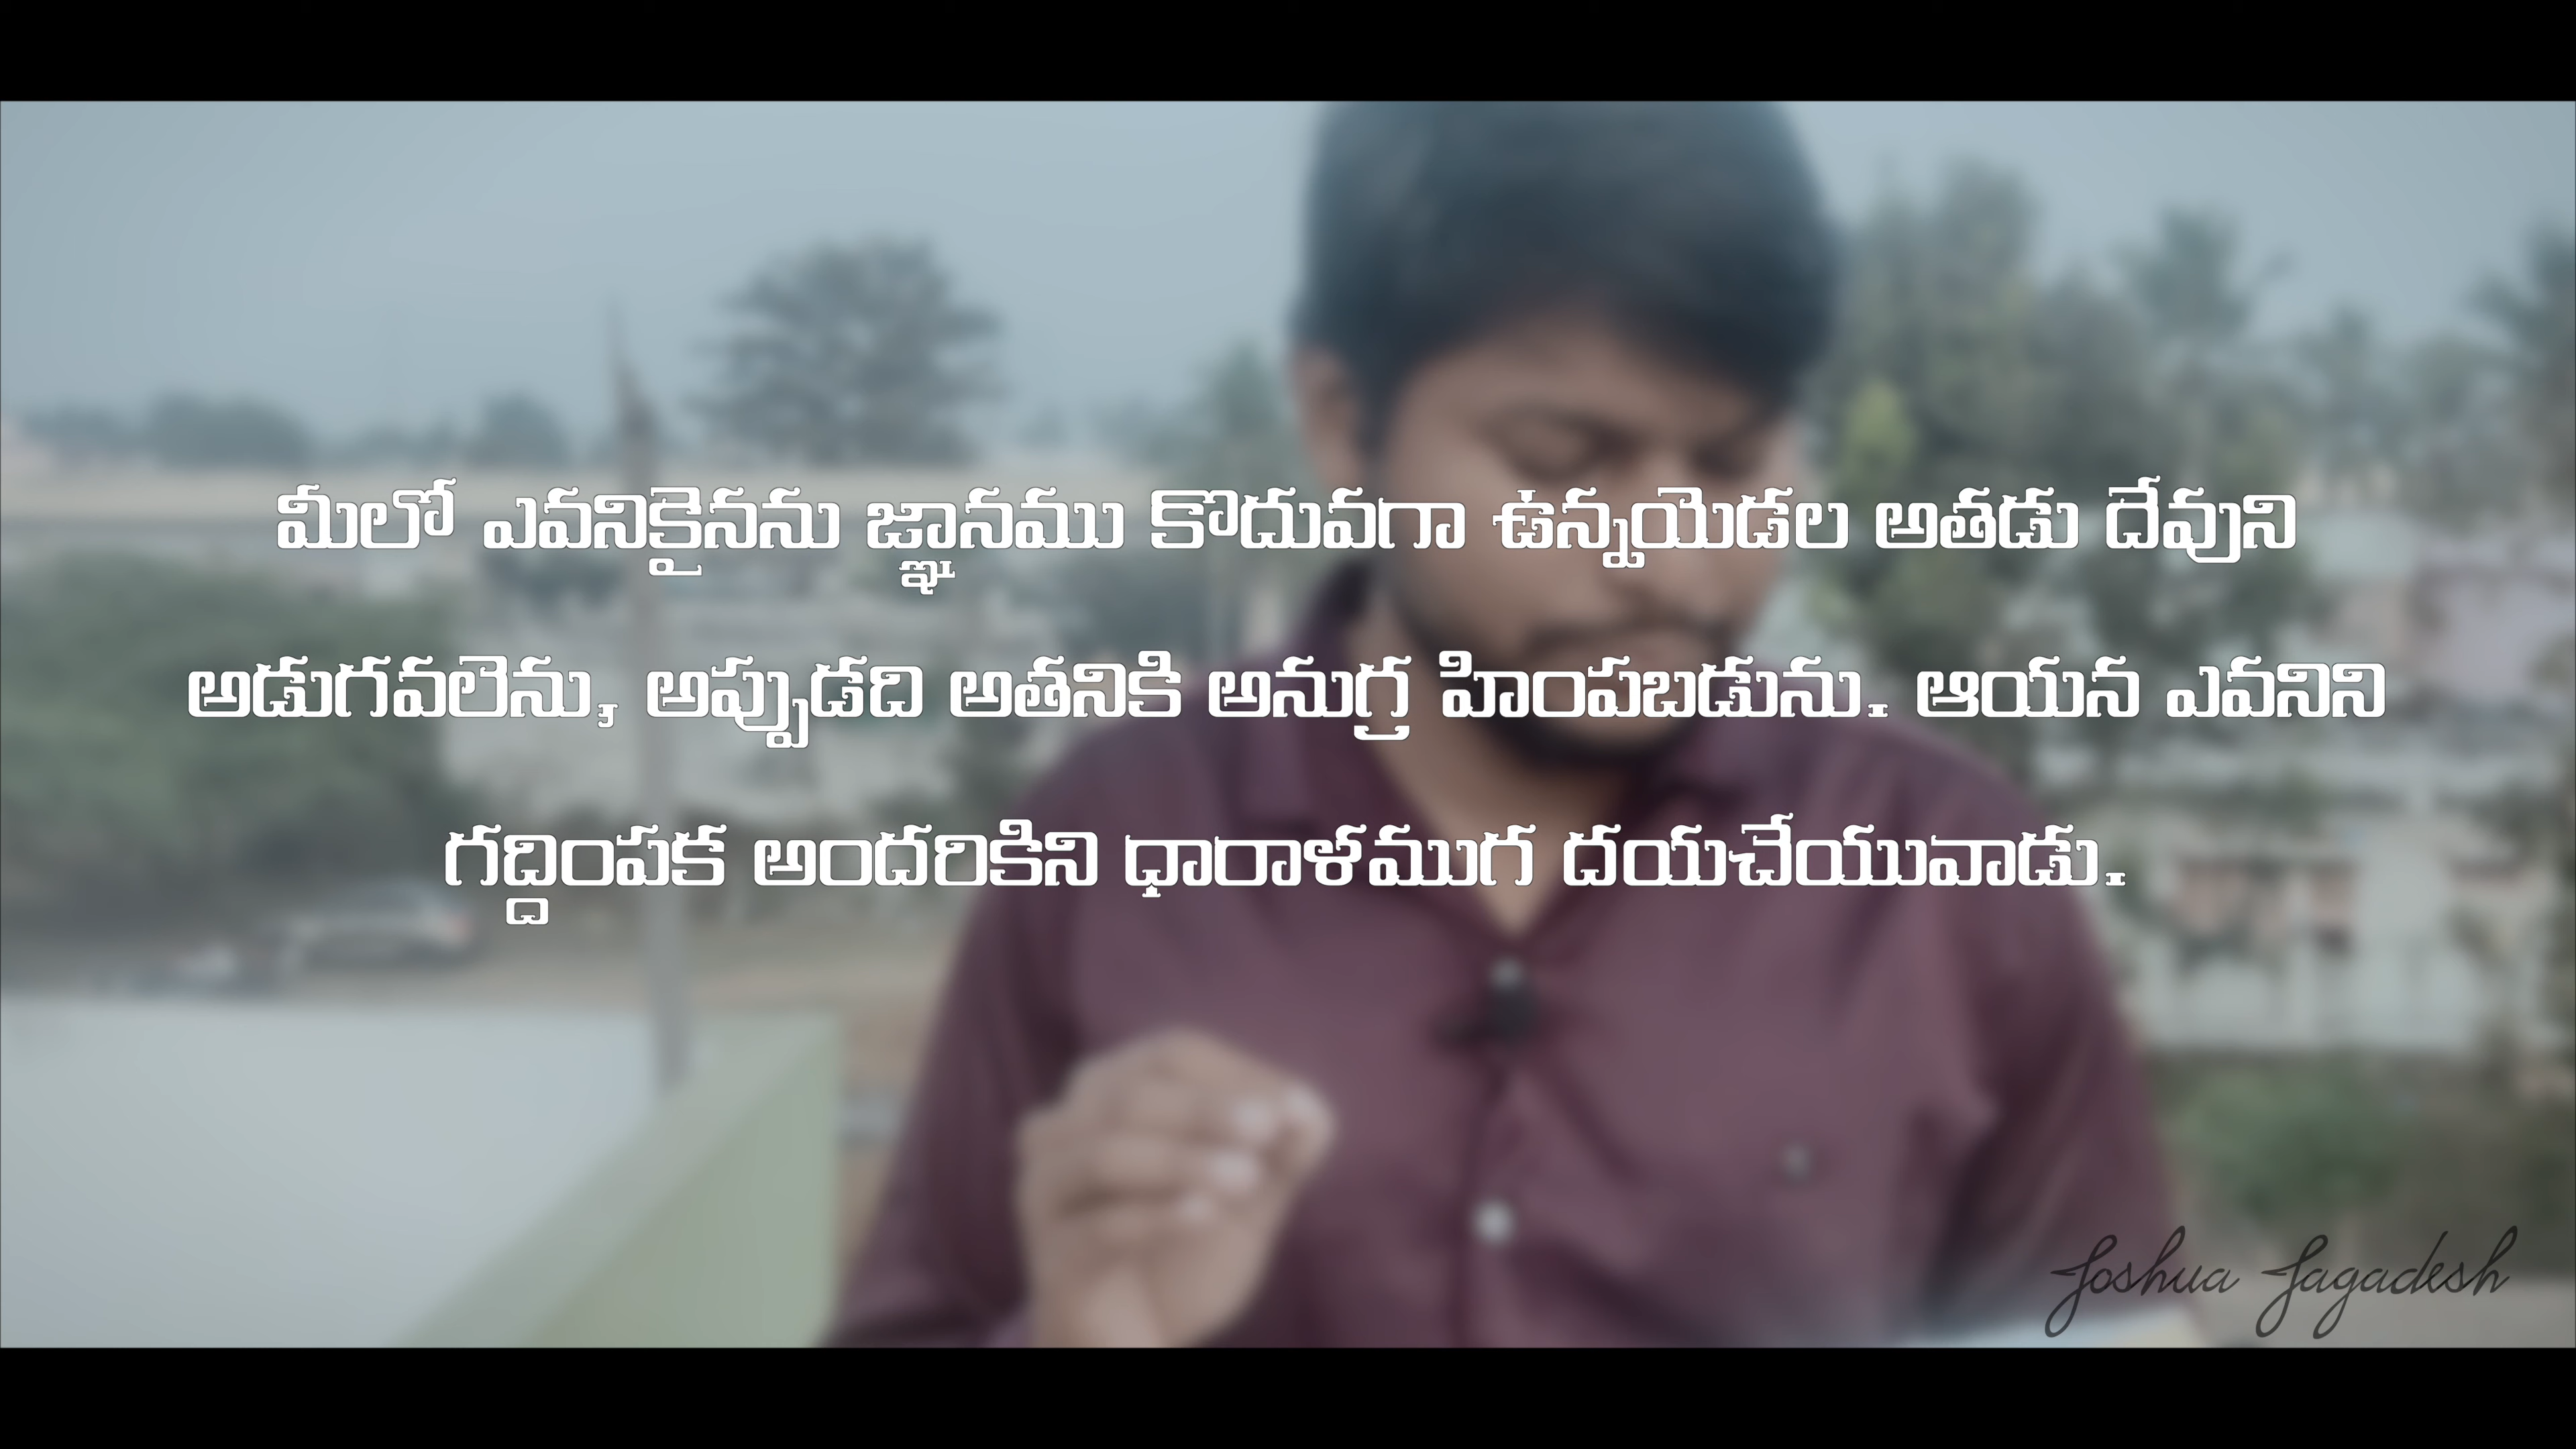 మీలో ఎవనికైనను జ్ఞానము కొదువగా ఉన్నయెడల అతడు దేవుని
అడుగవలెను, అప్పుడది అతనికి అనుగ్ర హింపబడును. ఆయన ఎవనిని
గద్దింపక అందరికిని ధారాళముగ దయచేయువాడు.
Joshua Jagadesh